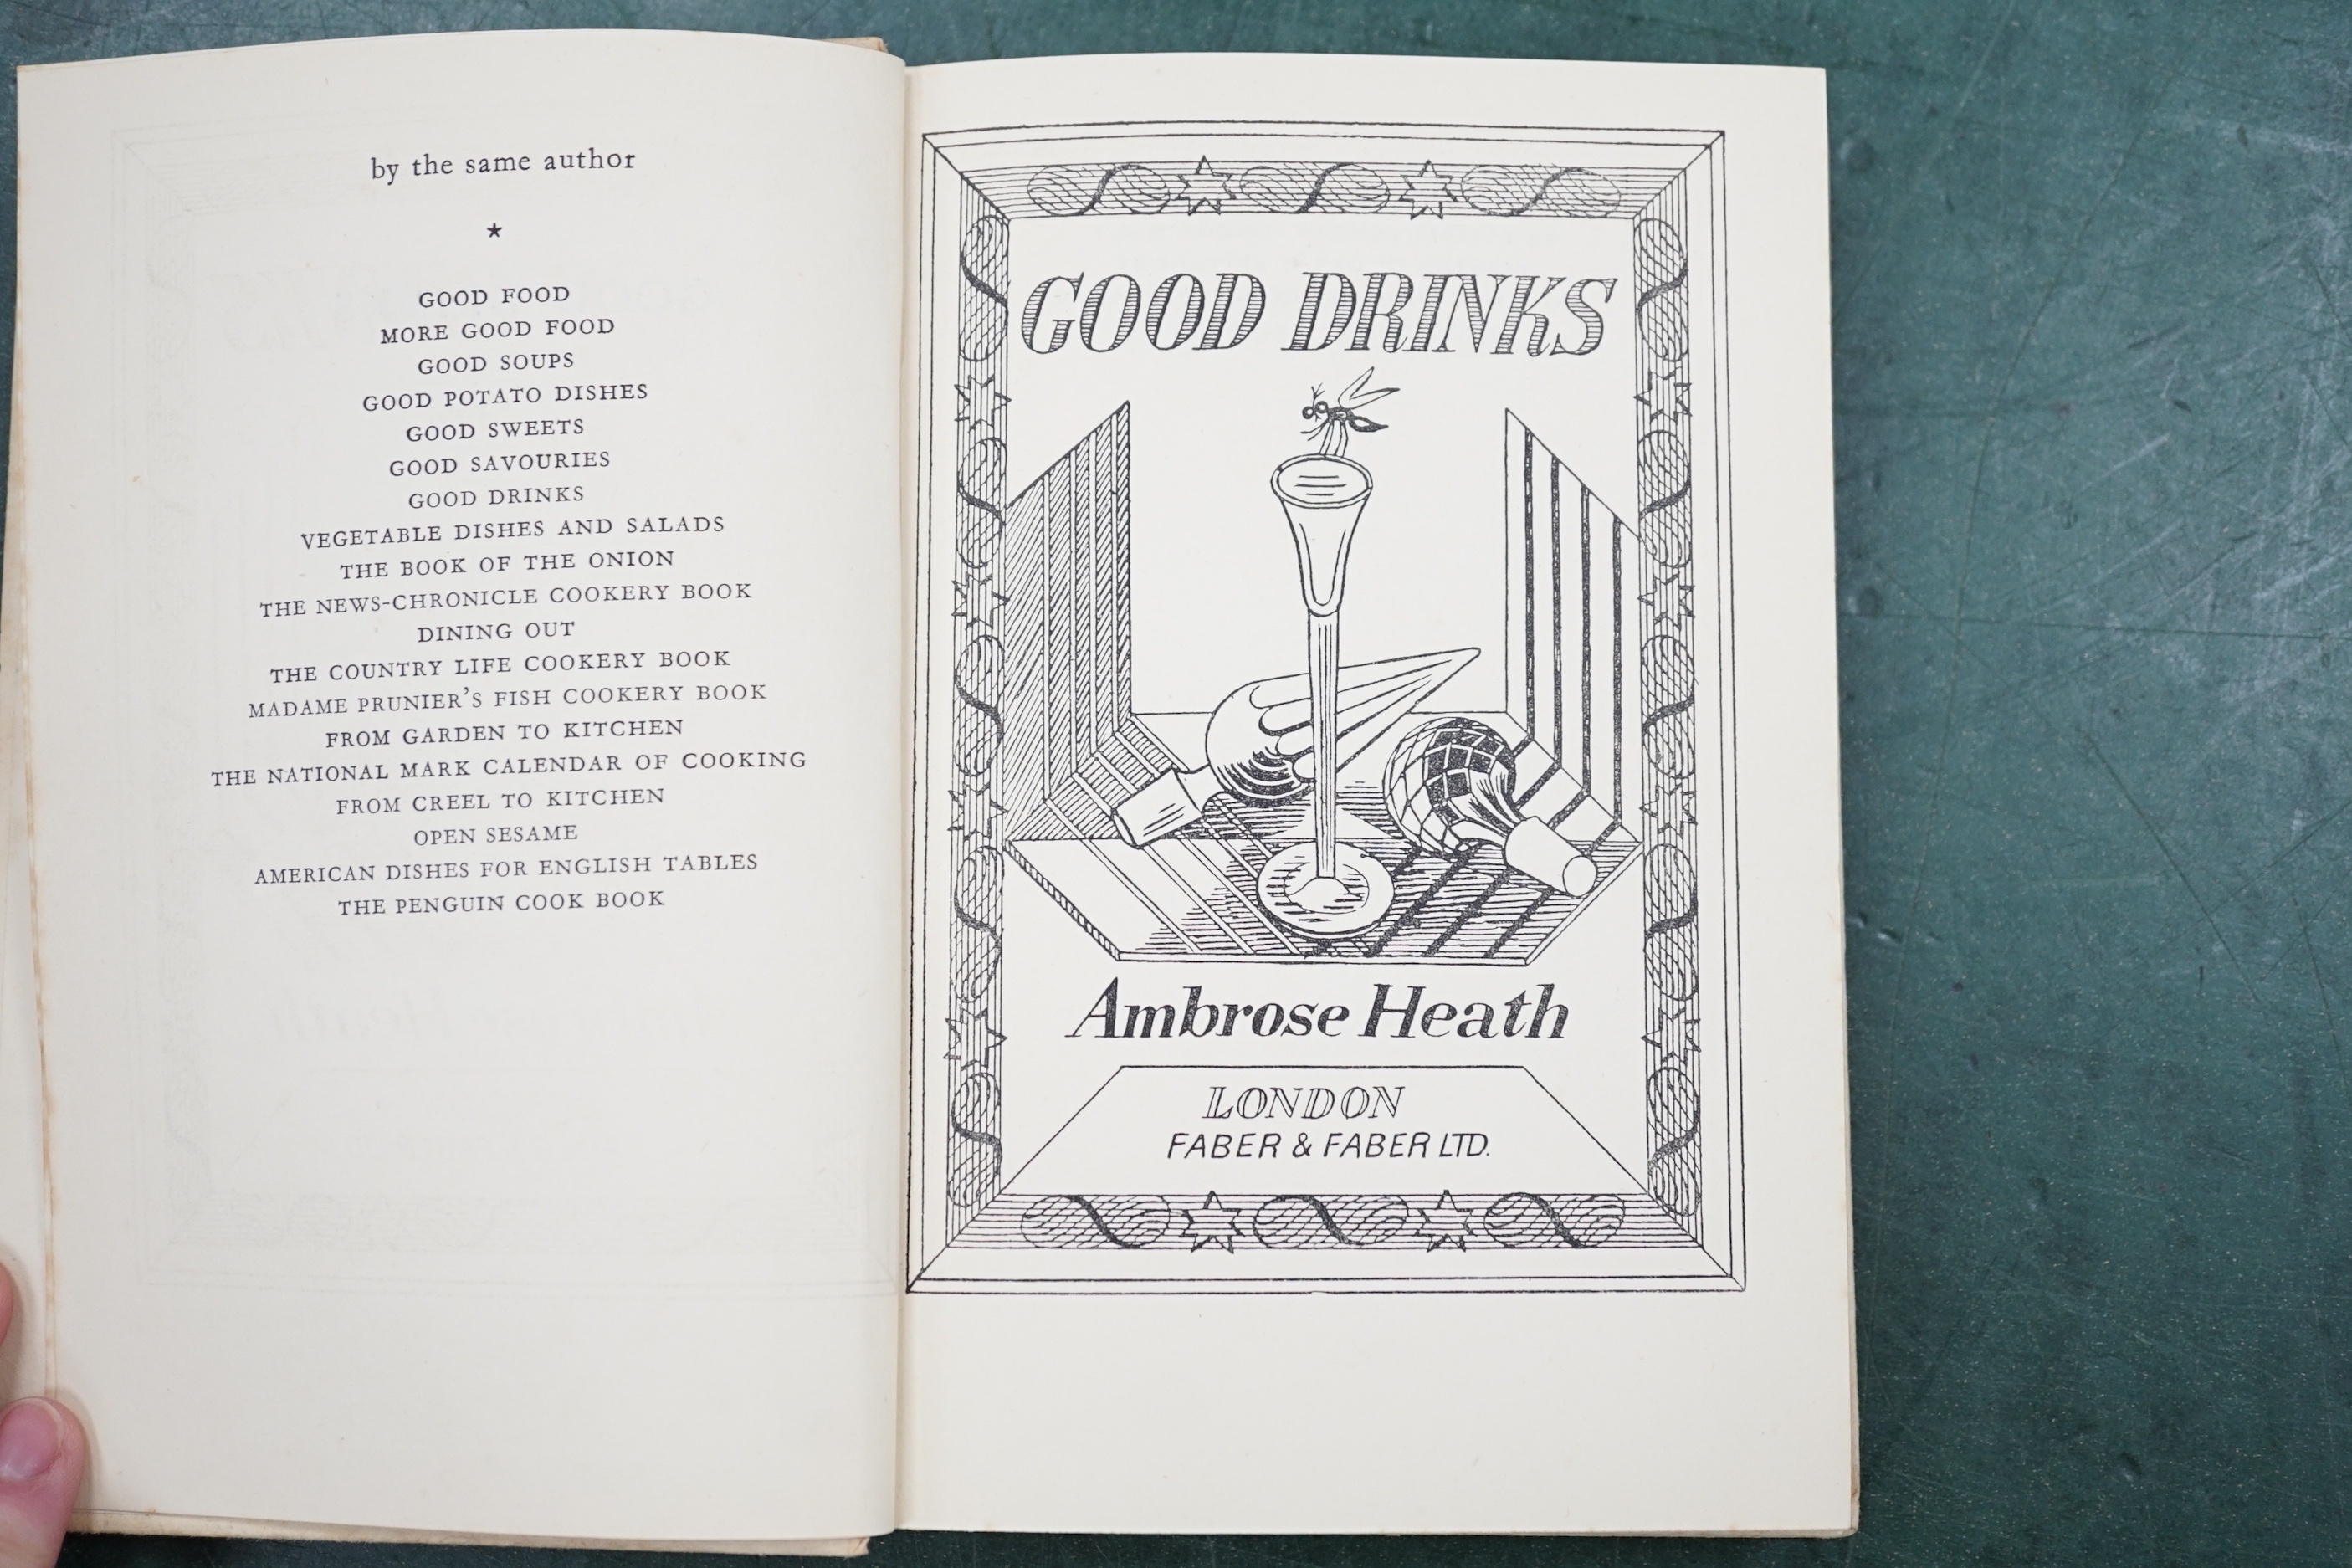 by the same author
★
GOOD FOOD
MORE GOOD FOOD
GOOD SOUPS
GOOD POTATO DISHES
GOOD SWEETS
GOOD SAVOURIES
GOOD DRINKS
VEGETABLE DISHES AND SALADS
THE BOOK OF THE ONION
THE NEWS-CHRONICLE COOKERY BOOK
DINING OUT
THE COUNTRY LIFE COOKERY BOOK
MADAME PRUNIER'S FISH COOKERY BOOK
FROM GARDEN TO KITCHEN
THE NATIONAL MARK CALENDAR OF COOKING
FROM CREEL TO KITCHEN
OPEN SESAME
AMERICAN DISHES FOR ENGLISH TABLES
THE PENGUIN COOK BOOK
GOOD DRINKS
Ambrose Heath
LONDON
FABER & FABER LTD.